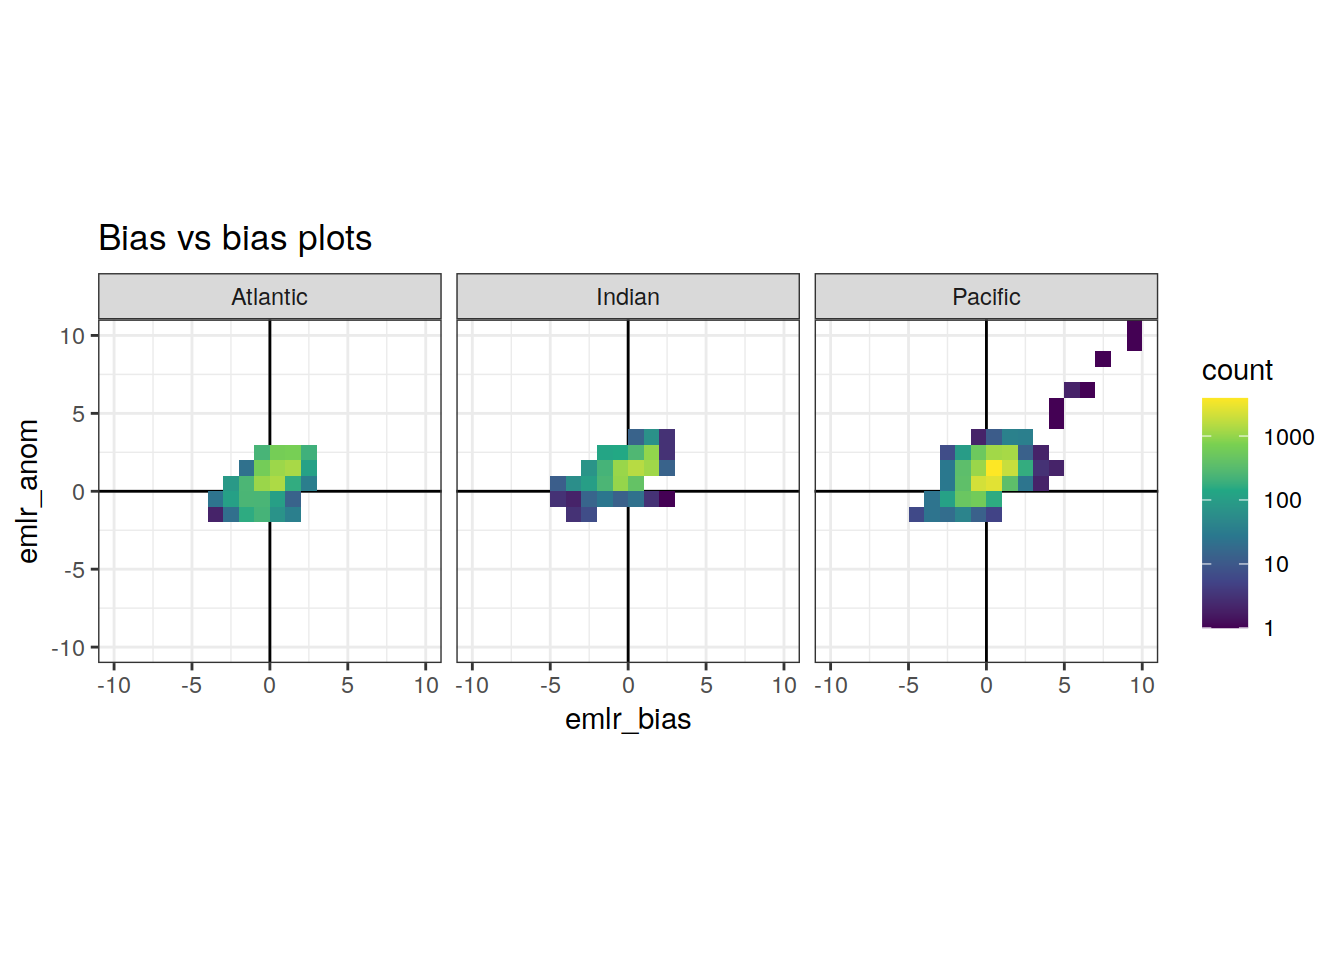 Bias vs bias plots
Atlantic Indian Pacific
emlr_anom
10
5
0
-5
-10
-10 -5 0 5 10 -10 -5 0 5 10 -10 -5 0 5 10
emlr_bias
count
1000
100
10
1